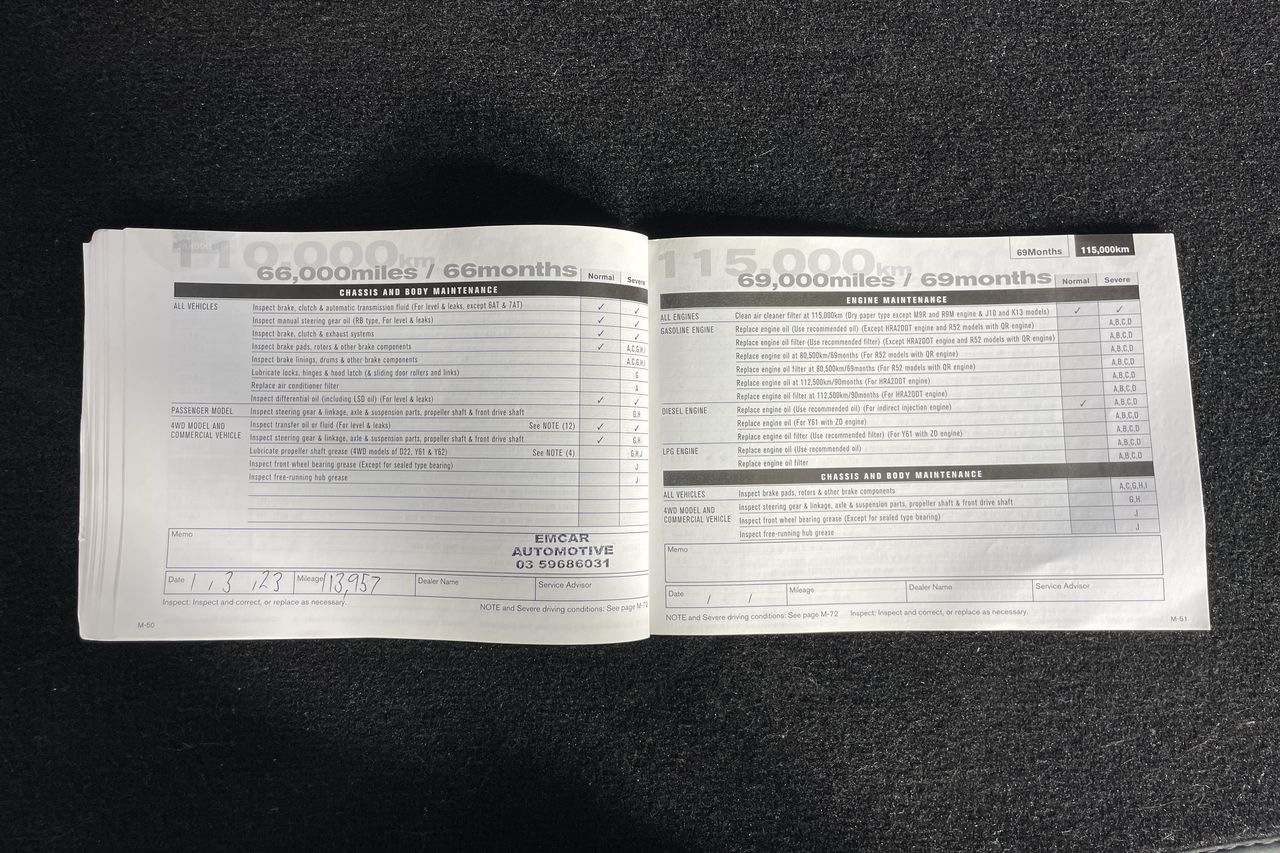 110,000km
66,000miles / 66months
Normal Severe
CHASSIS AND BODY MAINTENANCE
ALL VEHICLES Inspect brake, clutch & automatic transmission fluid (For level & leaks, except 6AT & 7AT) ✓ ✓
Inspect manual steering gear oil (RB type, For level & leaks) ✓ ✓
Inspect brake, clutch & exhaust systems ✓ ✓
Inspect brake pads, rotors & other brake components ✓ A,C,G,H,I
Inspect brake linings, drums & other brake components A,C,G,H,I
Lubricate locks, hinges & hood latch (& sliding door rollers and links) G
Replace air conditioner filter A
Inspect differential oil (including LSD oil) (For level & leaks) ✓ ✓
PASSENGER MODEL Inspect steering gear & linkage, axle & suspension parts, propeller shaft & front drive shaft G,H
4WD MODEL AND COMMERCIAL VEHICLE Inspect transfer oil or fluid (For level & leaks) See NOTE (12) ✓ ✓
Inspect steering gear & linkage, axle & suspension parts, propeller shaft & front drive shaft ✓ G,H
Lubricate propeller shaft grease (4WD models of D22, Y61 & Y62) See NOTE (4) G,H,J
Inspect front wheel bearing grease (Except for sealed type bearing) J
Inspect free-running hub grease J
Memo
EMCAR
AUTOMOTIVE
03 59686031
Date 1 , 3 , 23 Mileage 113,957 Dealer Name Service Advisor
Inspect: Inspect and correct, or replace as necessary. NOTE and Severe driving conditions: See page M-72
M-50
69Months 115,000km
115,000km
69,000miles / 69months
Normal Severe
ENGINE MAINTENANCE
ALL ENGINES Clean air cleaner filter at 115,000km (Dry paper type except M9R and R9M engine & J10 and K13 models) ✓ ✓
GASOLINE ENGINE Replace engine oil (Use recommended oil) (Except HRA2DDT engine and R52 models with QR engine) A,B,C,D
Replace engine oil filter (Use recommended filter) (Except HRA2DDT engine and R52 models with QR engine) A,B,C,D
Replace engine oil at 80,500km/69months (For R52 models with QR engine) A,B,C,D
Replace engine oil filter at 80,500km/69months (For R52 models with QR engine) A,B,C,D
Replace engine oil at 112,500km/90months (For HRA2DDT engine) A,B,C,D
Replace engine oil filter at 112,500km/90months (For HRA2DDT engine) A,B,C,D
DIESEL ENGINE Replace engine oil (Use recommended oil) (For indirect injection engine) ✓ A,B,C,D
Replace engine oil (For Y61 with ZD engine) A,B,C,D
Replace engine oil filter (Use recommended filter) (For Y61 with ZD engine) A,B,C,D
LPG ENGINE Replace engine oil (Use recommended oil) A,B,C,D
Replace engine oil filter A,B,C,D
CHASSIS AND BODY MAINTENANCE
ALL VEHICLES Inspect brake pads, rotors & other brake components A,C,G,H,I
4WD MODEL AND COMMERCIAL VEHICLE Inspect steering gear & linkage, axle & suspension parts, propeller shaft & front drive shaft G,H
Inspect front wheel bearing grease (Except for sealed type bearing) J
Inspect free-running hub grease J
Memo
Date / / Mileage Dealer Name Service Advisor
NOTE and Severe driving conditions: See page M-72 Inspect: Inspect and correct, or replace as necessary.
M-51